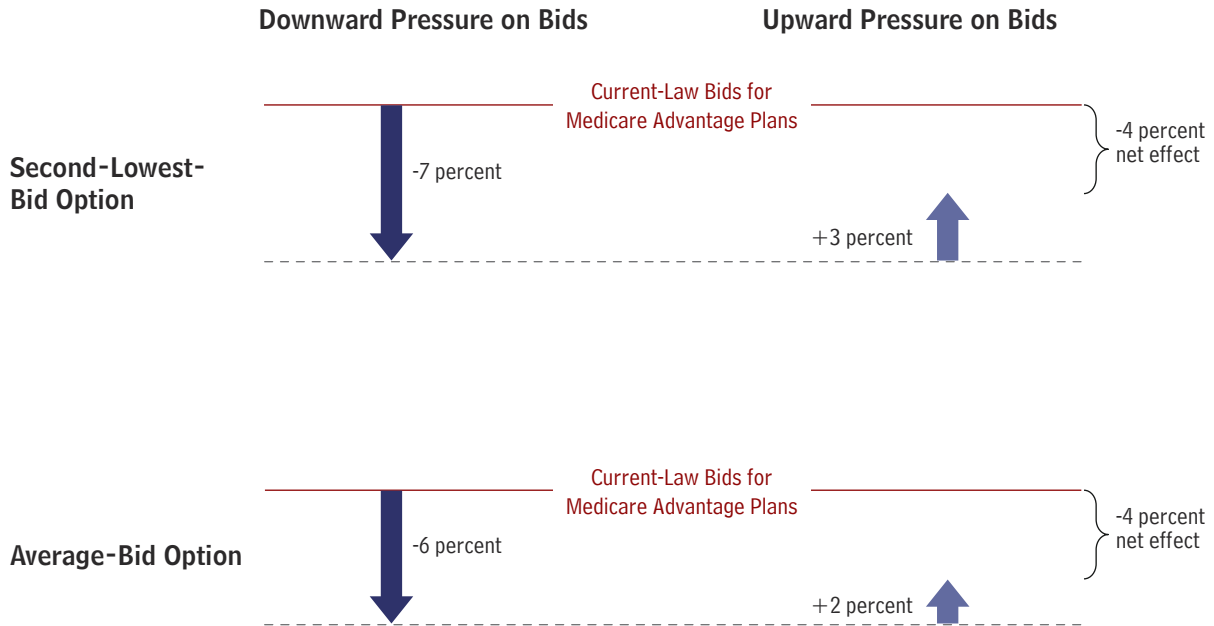 Downward Pressure on Bids
Upward Pressure on Bids
Current-Law Bids for
Medicare Advantage Plans
-4 percent
net effect
Second-Lowest-
Bid Option
-7 percent
+3 percent
Current-Law Bids for
Medicare Advantage Plans
-4 percent
net effect
Average-Bid Option
-6 percent
+2 percent